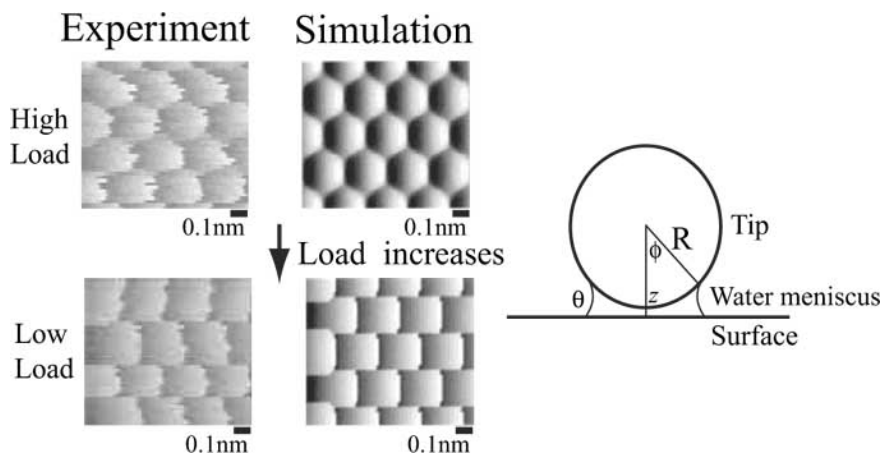 Experiment
Simulation
High
Load
0.1nm
0.1nm
Load increases
Low
Load
0.1nm
0.1nm
ϕ
R
Tip
z
θ
Water meniscus
Surface